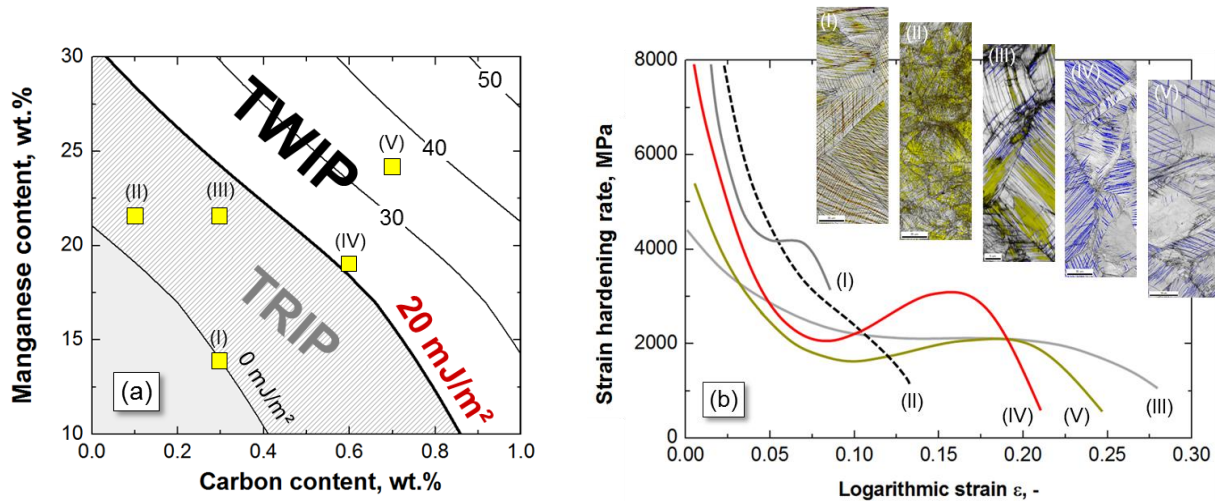 30
25
20
15
10
0.0 0.2 0.4 0.6 0.8 1.0
Manganese content, wt.%
Carbon content, wt.%
TWIP
TRIP
50
40
30
20 mJ/m²
0 mJ/m²
(I)
(II)
(III)
(IV)
(V)
(a)
8000
6000
4000
2000
0
0.00 0.05 0.10 0.15 0.20 0.25 0.30
Strain hardening rate, MPa
Logarithmic strain ε, -
(I)
(II)
(III)
(IV)
(V)
(I)
(II)
(IV)
(V)
(III)
(b)